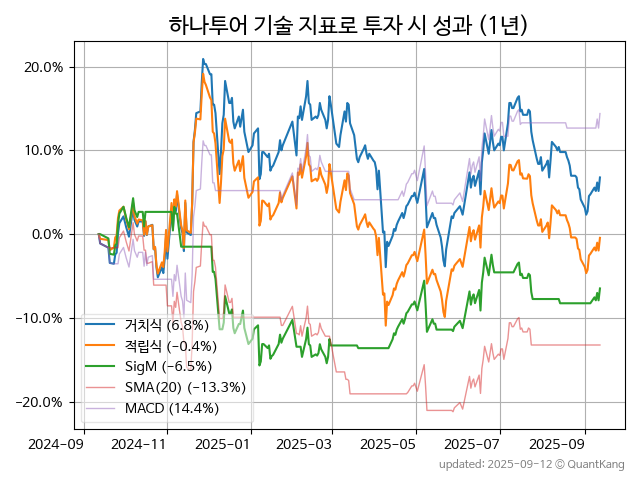 하나투어 기술 지표로 투자 시 성과 (1년)
20.0%
10.0%
0.0%
−10.0%
−20.0%
거치식 (6.8%)
적립식 (−0.4%)
SigM (−6.5%)
SMA(20) (−13.3%)
MACD (14.4%)
2024-09 2024-11 2025-01 2025-03 2025-05 2025-07 2025-09
updated: 2025-09-12 © QuantKang